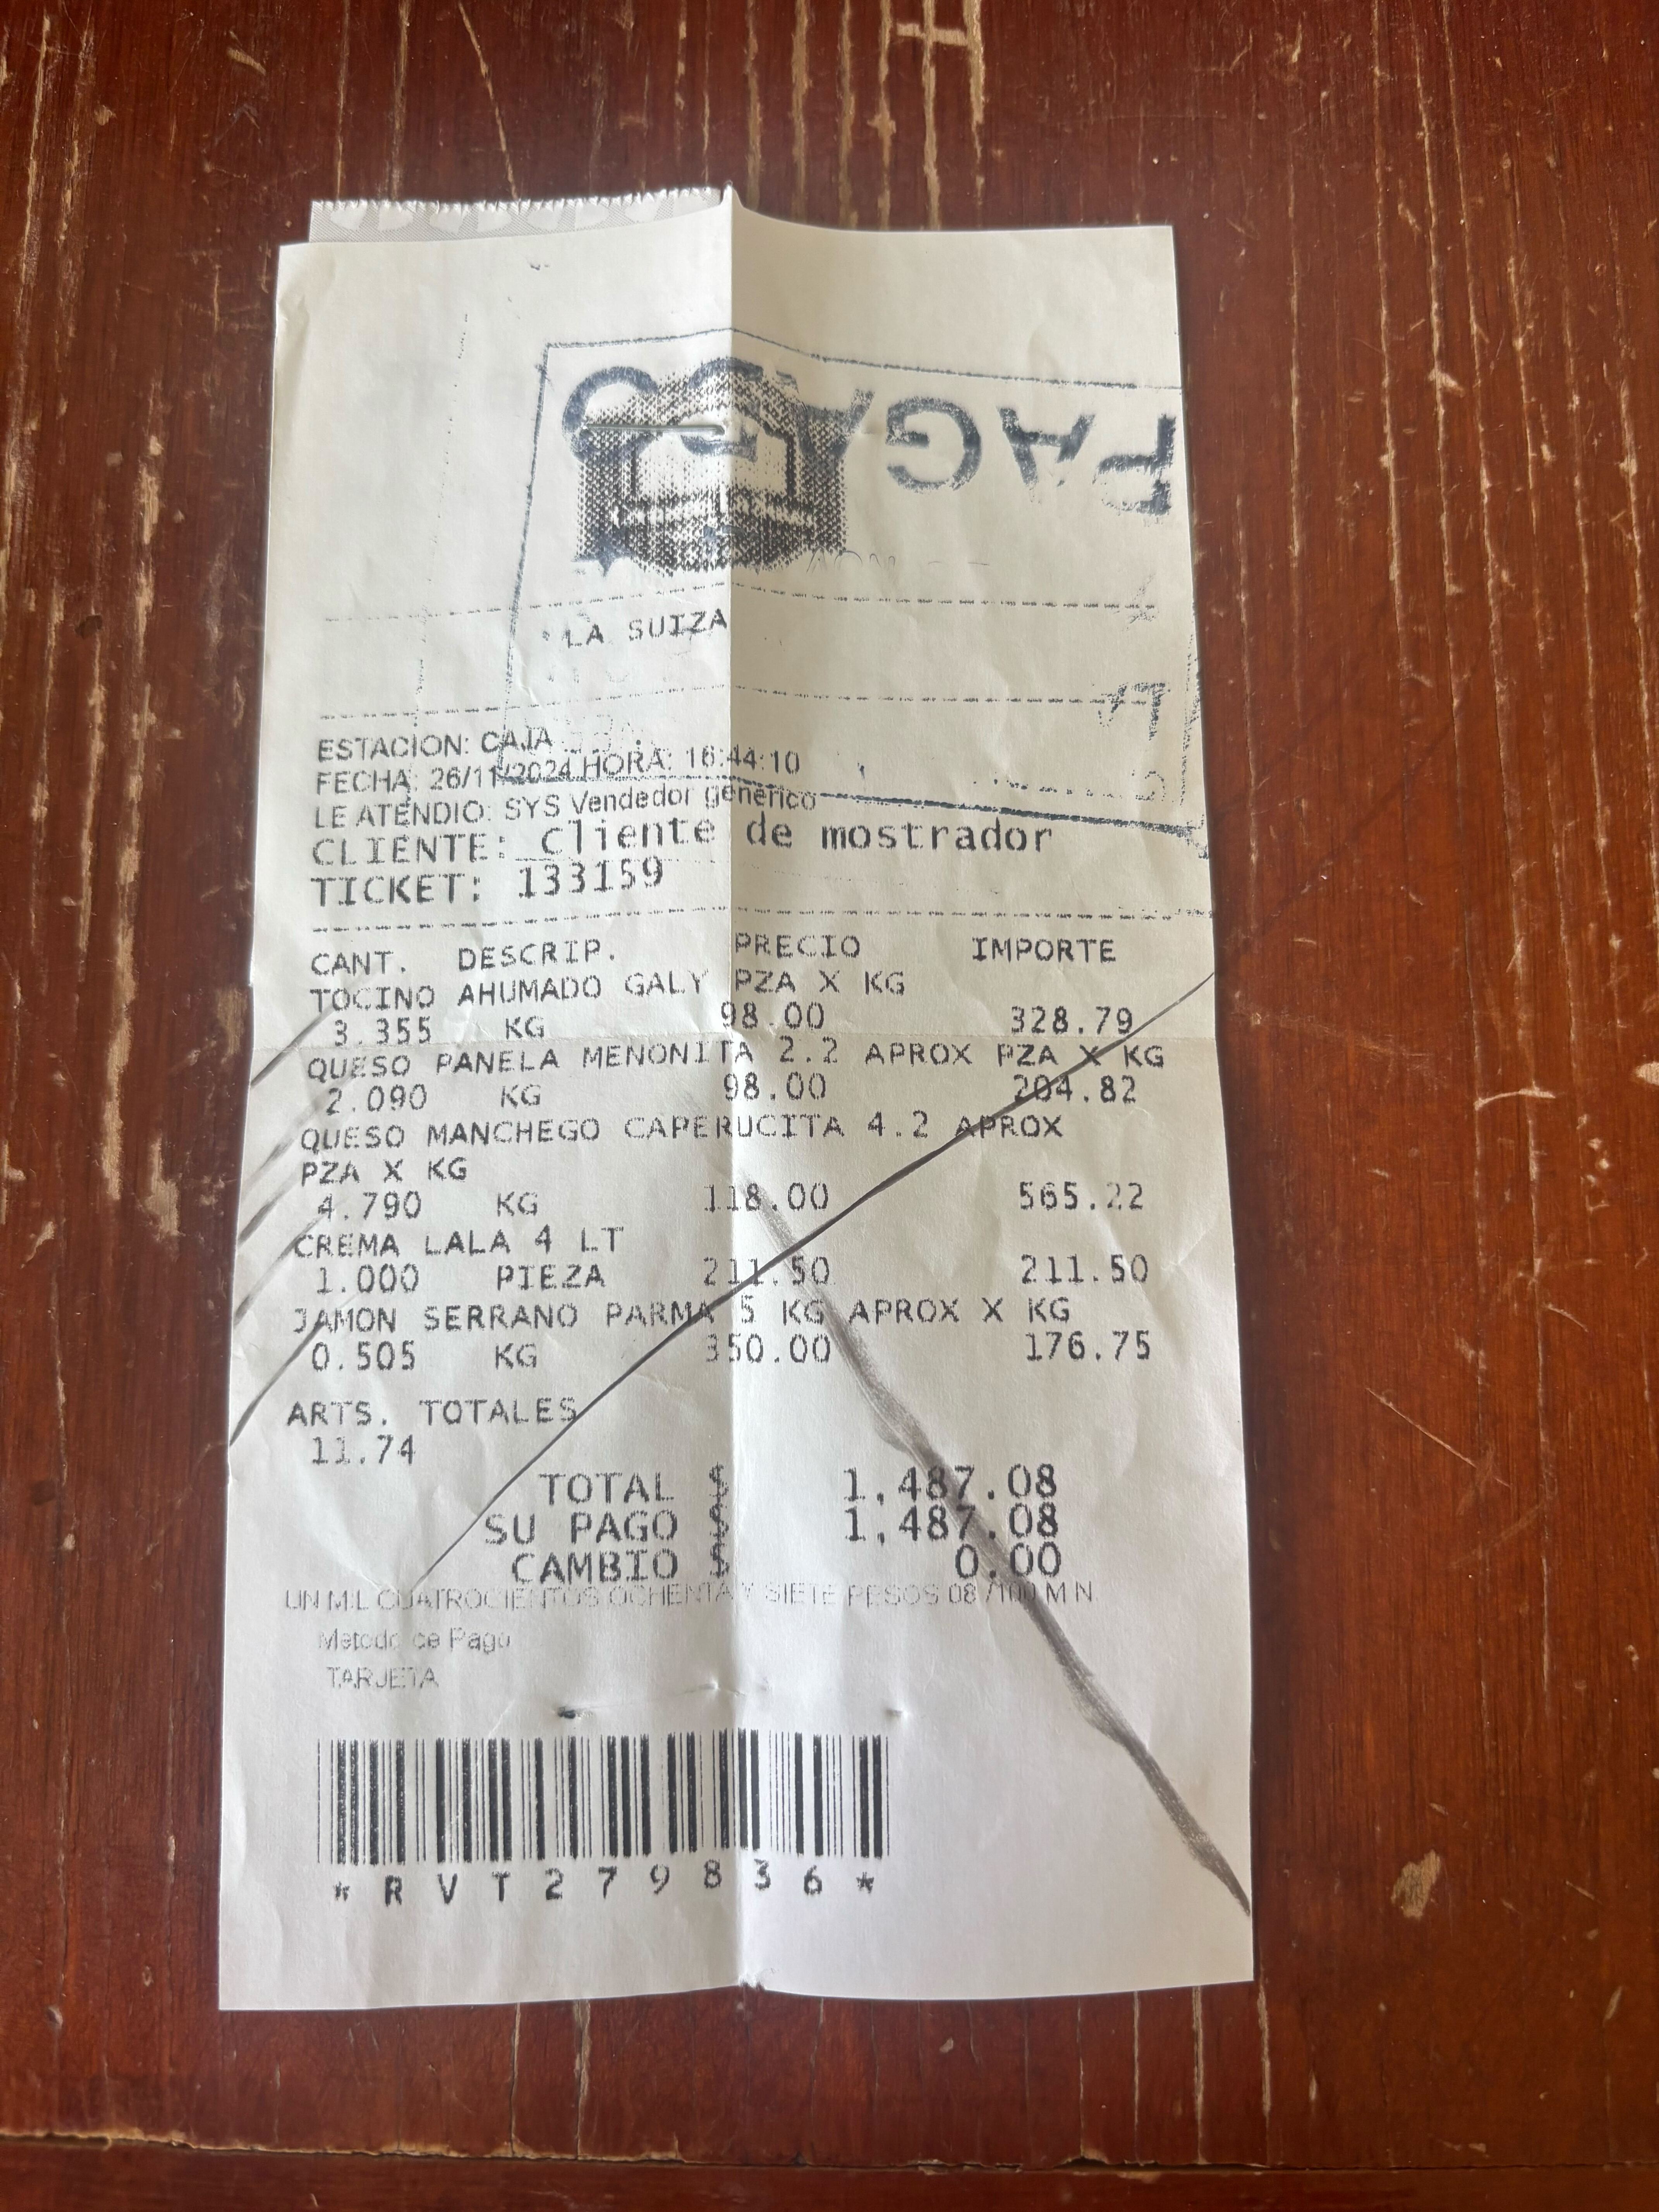 PAGADO
LA SUIZA
ESTACION: CAJA
FECHA: 26/11/2024 HORA: 16:44:10
LE ATENDIO: SYS Vendedor generico
CLIENTE: Cliente de mostrador
TICKET: 133159
CANT. DESCRIP. PRECIO IMPORTE
TOCINO AHUMADO GALY PZA X KG
3.355 KG 98.00 328.79
QUESO PANELA MENONITA 2.2 APROX PZA X KG
2.090 KG 98.00 204.82
QUESO MANCHEGO CAPERUCITA 4.2 APROX
PZA X KG
4.790 KG 118.00 565.22
CREMA LALA 4 LT
1.000 PIEZA 211.50 211.50
JAMON SERRANO PARMA 5 KG APROX X KG
0.505 KG 350.00 176.75
ARTS. TOTALES
11.74
TOTAL $ 1,487.08
SU PAGO $ 1,487.08
CAMBIO $ 0.00
UN MIL CUATROCIENTOS OCHENTA Y SIETE PESOS 08 /100 M N
Metodo de Pago
TARJETA
*RVT279836*